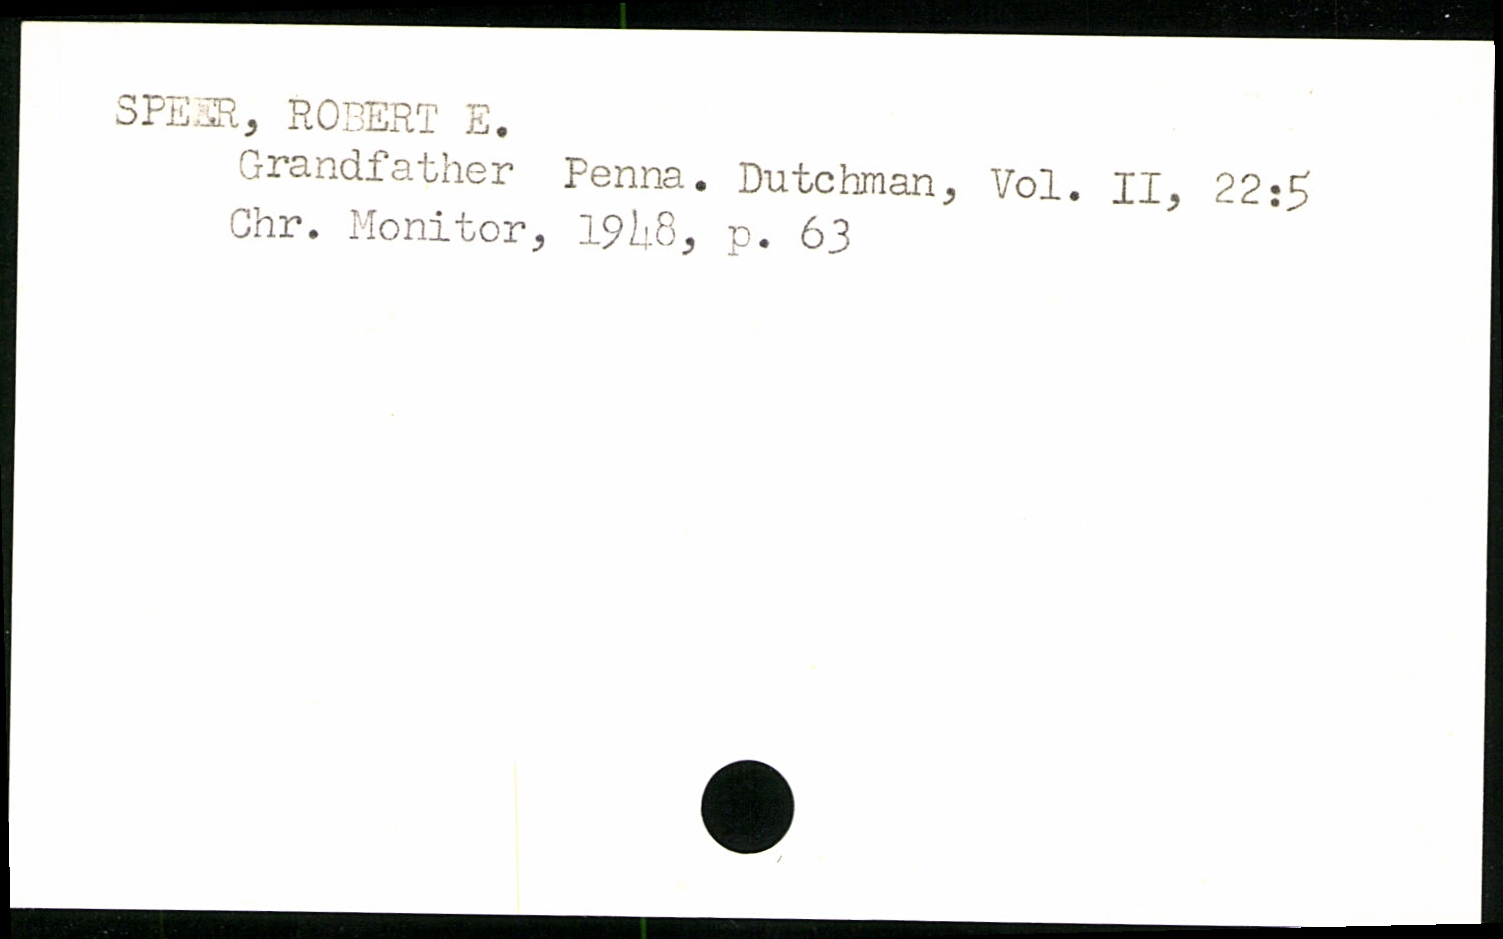 SPEER, ROBERT E.
Grandfather Penna. Dutchman, Vol. II, 22:5
Chr. Monitor, 1948, p. 63